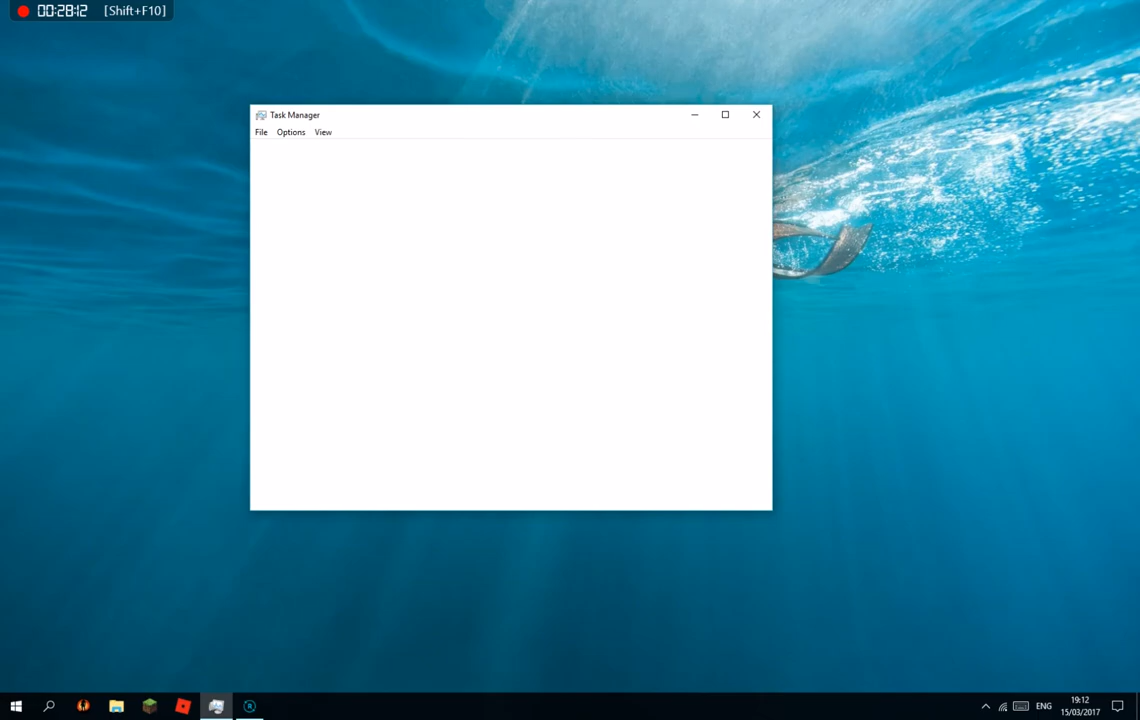 00:28:12 [Shift+F10]
Task Manager
File Options View
ENG
19:12
15/03/2017